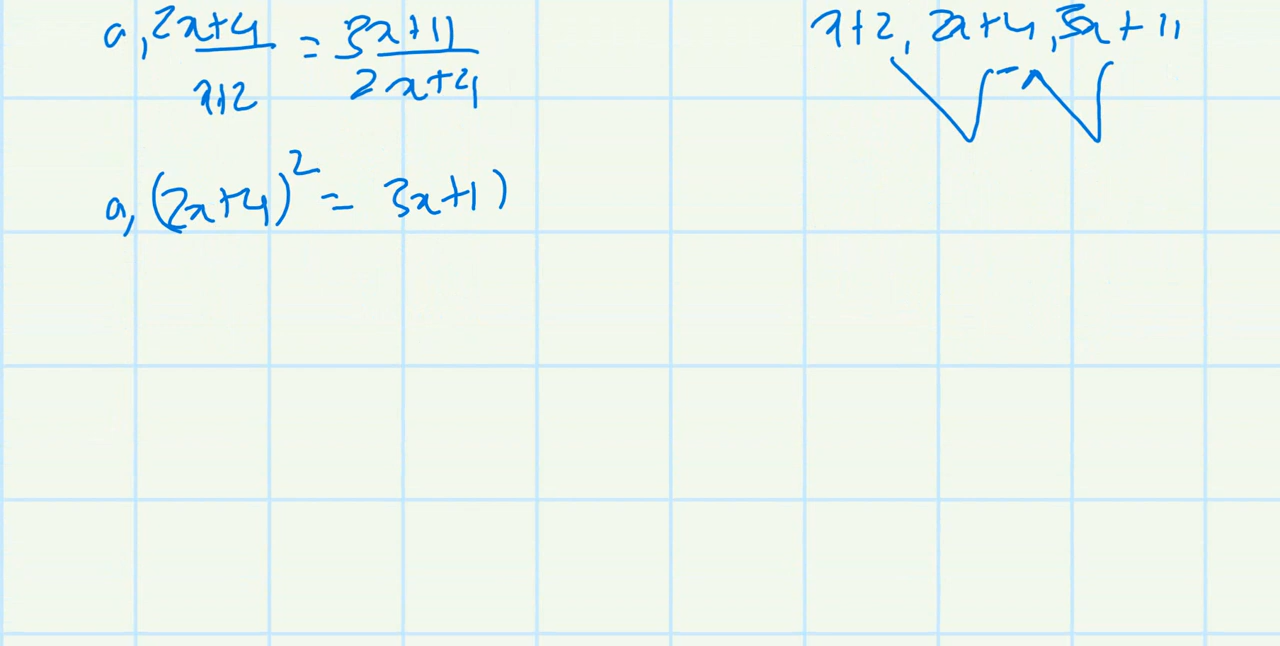 a, 2x+4/x+2 = 3x+11/2x+4
x+2, 2x+4, 3x+11
a, (2x+4)² = 3x+11